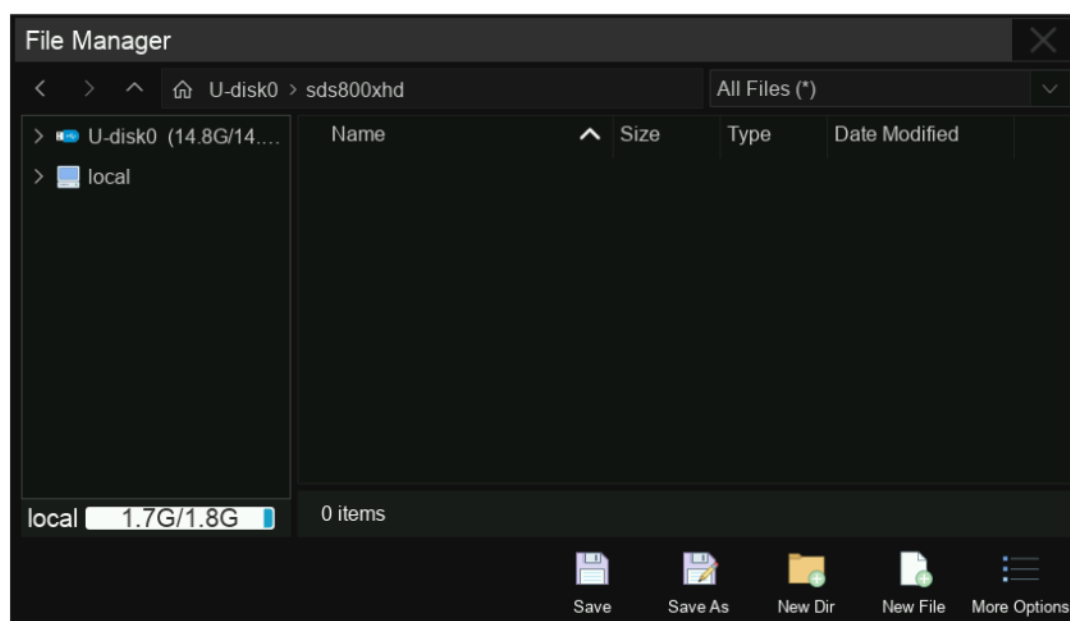 File Manager
U-disk0 > sds800xhd All Files (*)
U-disk0 (14.8G/14.... Name Size Type Date Modified
local
local 1.7G/1.8G 0 items
Save Save As New Dir New File More Options